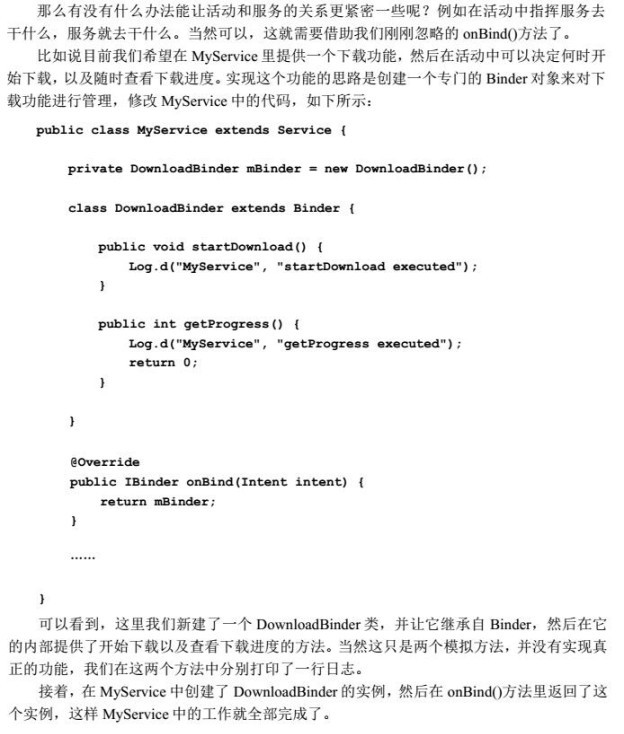 那么有没有什么办法能让活动和服务的关系更紧密一些呢？例如在活动中指挥服务去
干什么，服务就去干什么。当然可以，这就需要借助我们刚刚忽略的 onBind()方法了。
比如说目前我们希望在 MyService 里提供一个下载功能，然后在活动中可以决定何时开
始下载，以及随时查看下载进度。实现这个功能的思路是创建一个专门的 Binder 对象来对下
载功能进行管理，修改 MyService 中的代码，如下所示：
public class MyService extends Service {
private DownloadBinder mBinder = new DownloadBinder();
class DownloadBinder extends Binder {
public void startDownload() {
Log.d("MyService", "startDownload executed");
}
public int getProgress() {
Log.d("MyService", "getProgress executed");
return 0;
}
}
@Override
public IBinder onBind(Intent intent) {
return mBinder;
}
……
}
可以看到，这里我们新建了一个 DownloadBinder 类，并让它继承自 Binder，然后在它
的内部提供了开始下载以及查看下载进度的方法。当然这只是两个模拟方法，并没有实现真
正的功能，我们在这两个方法中分别打印了一行日志。
接着，在 MyService 中创建了 DownloadBinder 的实例，然后在 onBind()方法里返回了这
个实例，这样 MyService 中的工作就全部完成了。